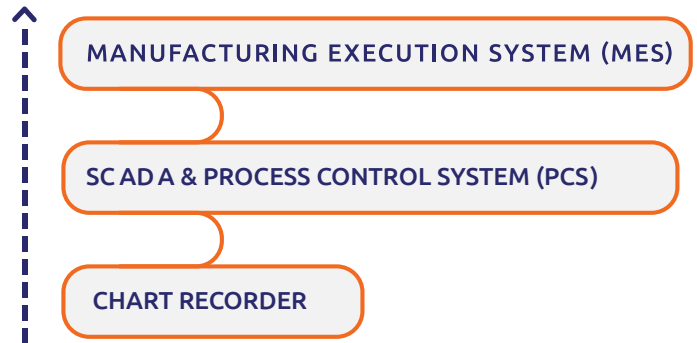 MANUFACTURING EXECUTION SYSTEM (MES)
SC AD A & PROCESS CONTROL SYSTEM (PCS)
CHART RECORDER